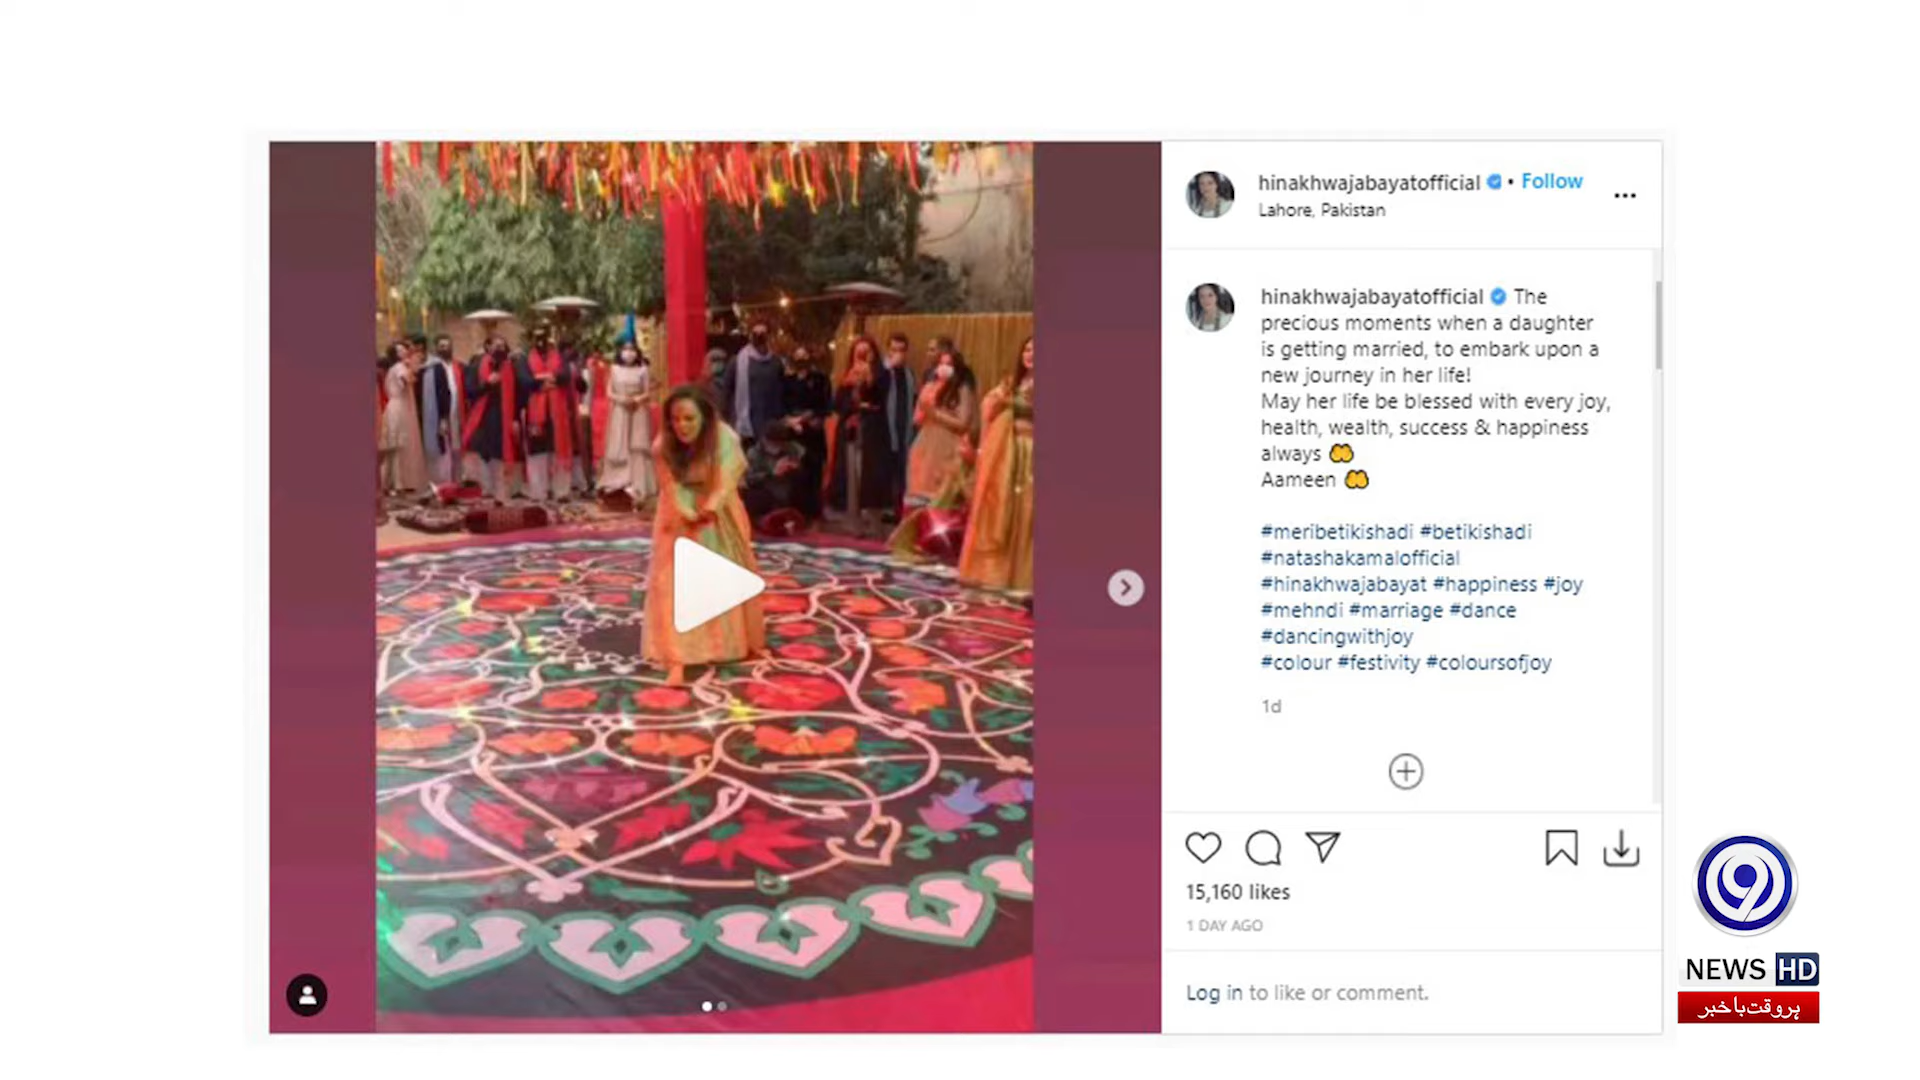 hinakhwajabayatofficial • Follow
Lahore, Pakistan
hinakhwajabayatofficial The
precious moments when a daughter
is getting married, to embark upon a
new journey in her life!
May her life be blessed with every joy,
health, wealth, success & happiness
always 🤲
Aameen 🤲
#meribetikishadi #betikishadi
#natashakamalofficial
#hinakhwajabayat #happiness #joy
#mehndi #marriage #dance
#dancingwithjoy
#colour #festivity #coloursofjoy
1d
15,160 likes
1 DAY AGO
Log in to like or comment.
9
NEWS HD
ہر وقت باخبر